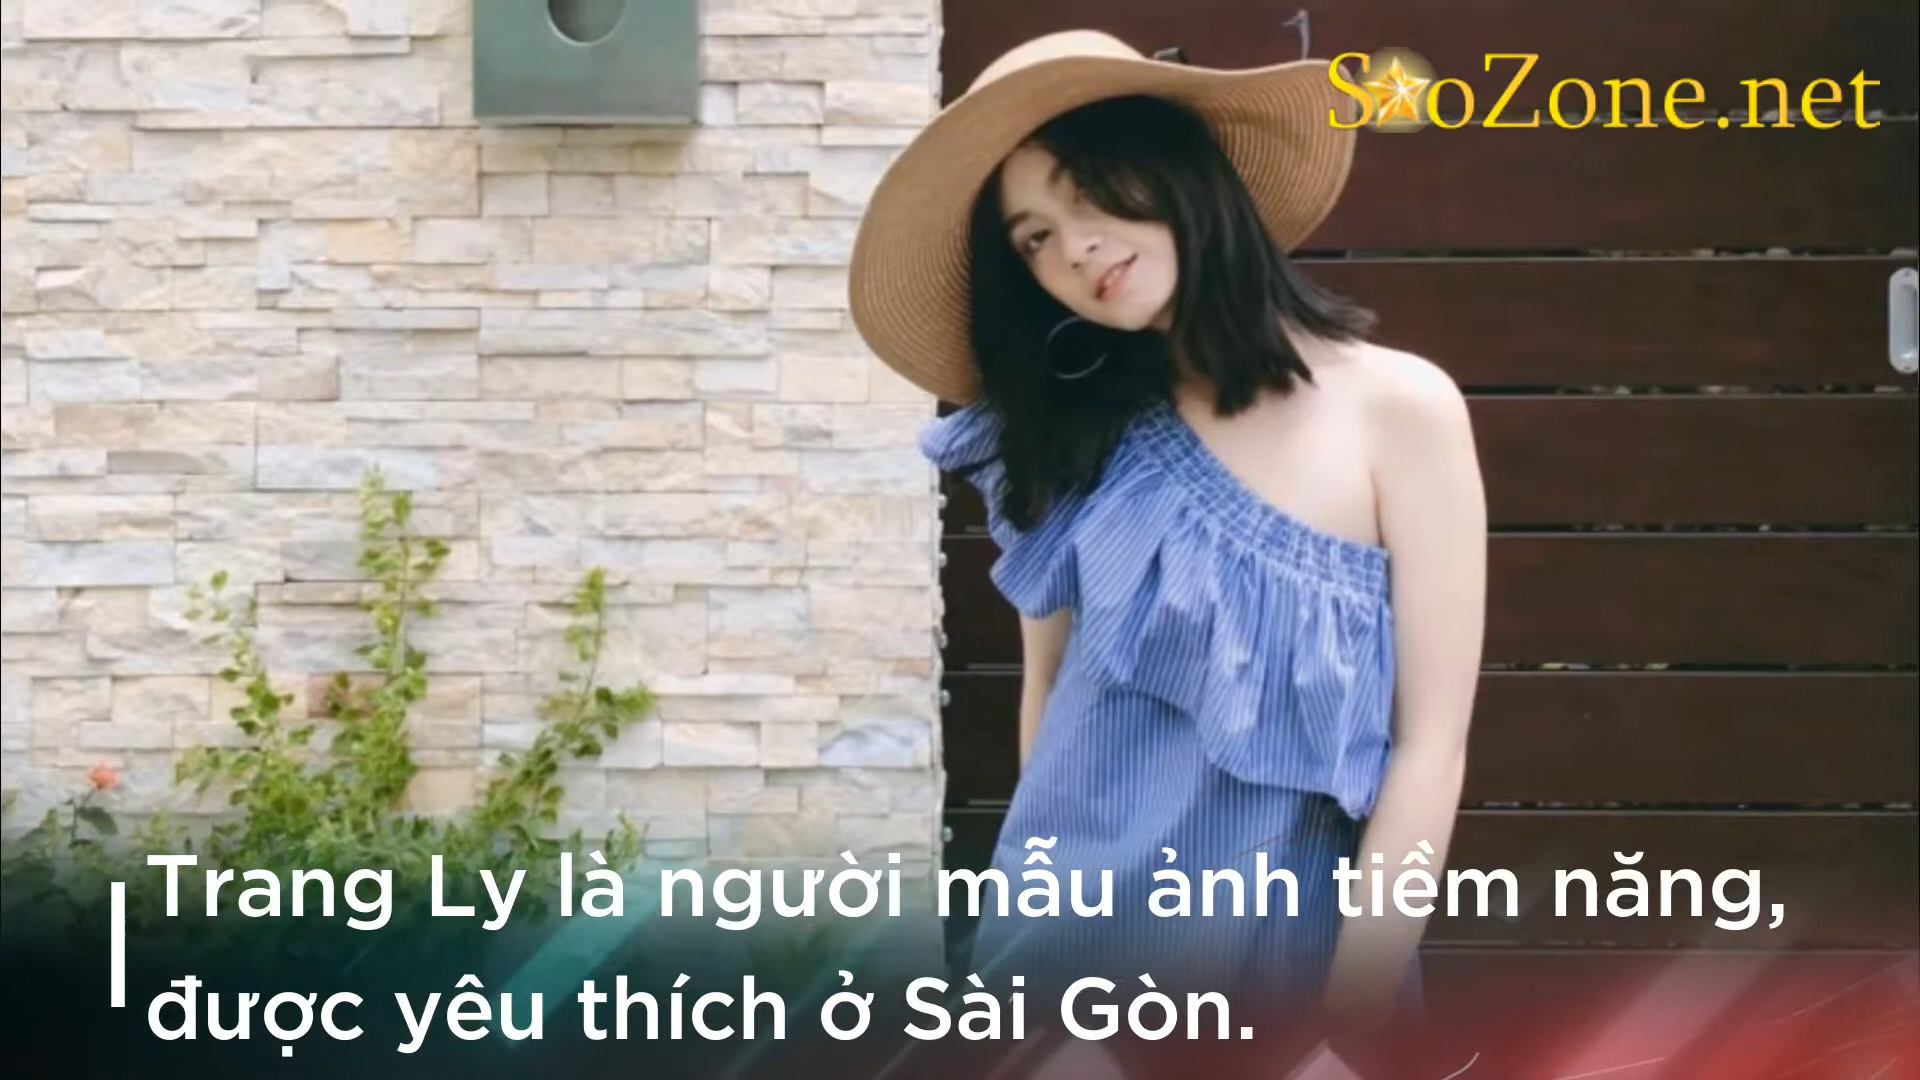 SaoZone.net
Trang Ly là người mẫu ảnh tiềm năng,
được yêu thích ở Sài Gòn.